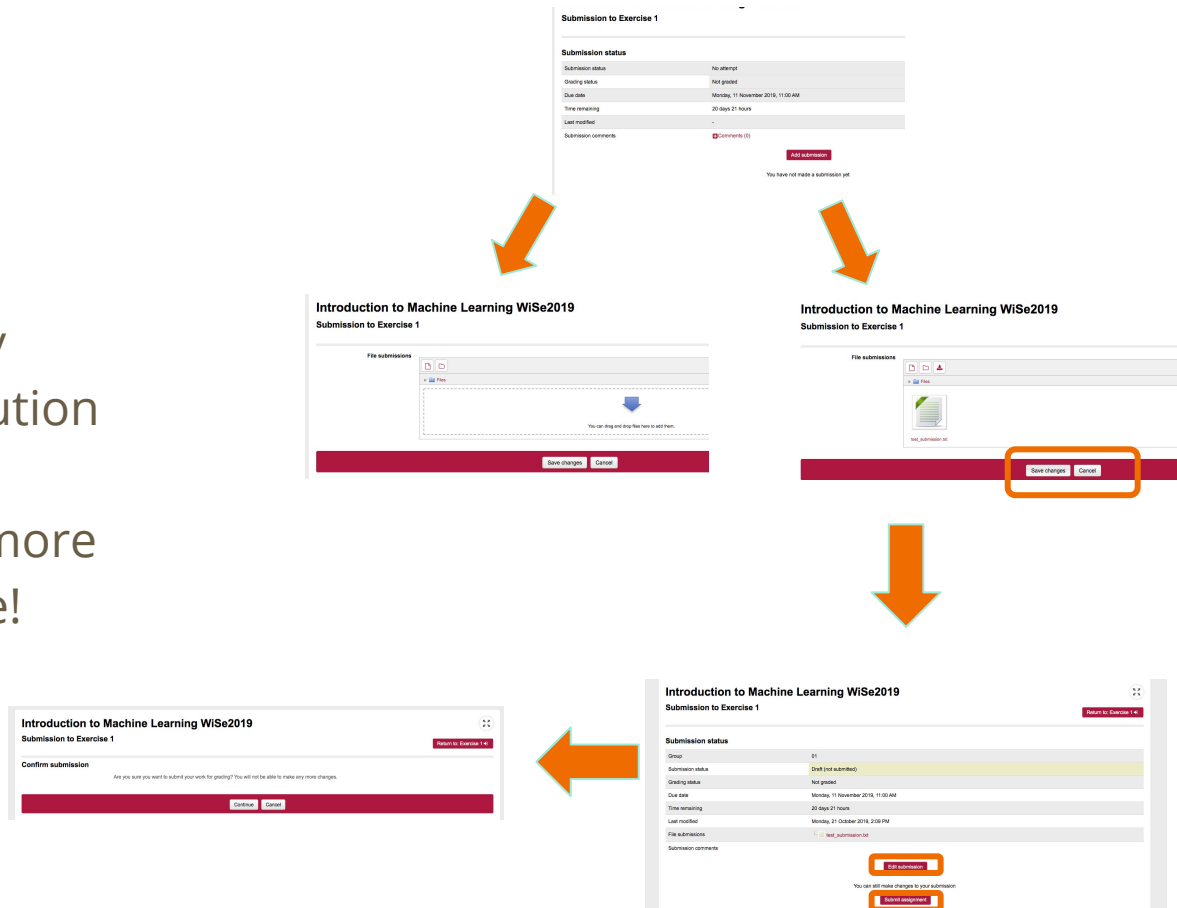 Submission to Exercise 1
Submission status
Submission status No attempt
Grading status Not graded
Due date Monday, 11 November 2019, 11:00 AM
Time remaining 20 days 21 hours
Last modified -
Submission comments Comments (0)
Add submission
You have not made a submission yet
Introduction to Machine Learning WiSe2019
Submission to Exercise 1
File submissions
Files
You can drag and drop files here to add them.
Save changes Cancel
Introduction to Machine Learning WiSe2019
Submission to Exercise 1
File submissions
Files
test_submission.txt
Save changes Cancel
ution
more
e!
Introduction to Machine Learning WiSe2019
Submission to Exercise 1
Return to: Exercise 1
Submission status
Group 01
Submission status Draft (not submitted)
Grading status Not graded
Due date Monday, 11 November 2019, 11:00 AM
Time remaining 20 days 21 hours
Last modified Monday, 21 October 2019, 2:09 PM
File submissions test_submission.txt
Submission comments
Edit submission
You can still make changes to your submission
Submit assignment
Introduction to Machine Learning WiSe2019
Submission to Exercise 1
Return to: Exercise 1
Confirm submission
Are you sure you want to submit your work for grading? You will not be able to make any more changes.
Continue Cancel